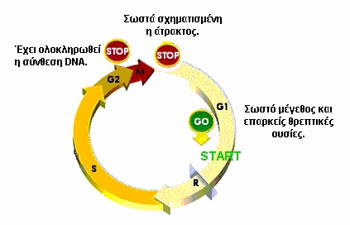 Σωστά σχηματισμένη
η άτρακτος.
Έχει ολοκληρωθεί
η σύνθεση DNA.
STOP
STOP
G2
M
G1
Σωστό μέγεθος και
επαρκείς θρεπτικές
ουσίες.
GO
START
S
R